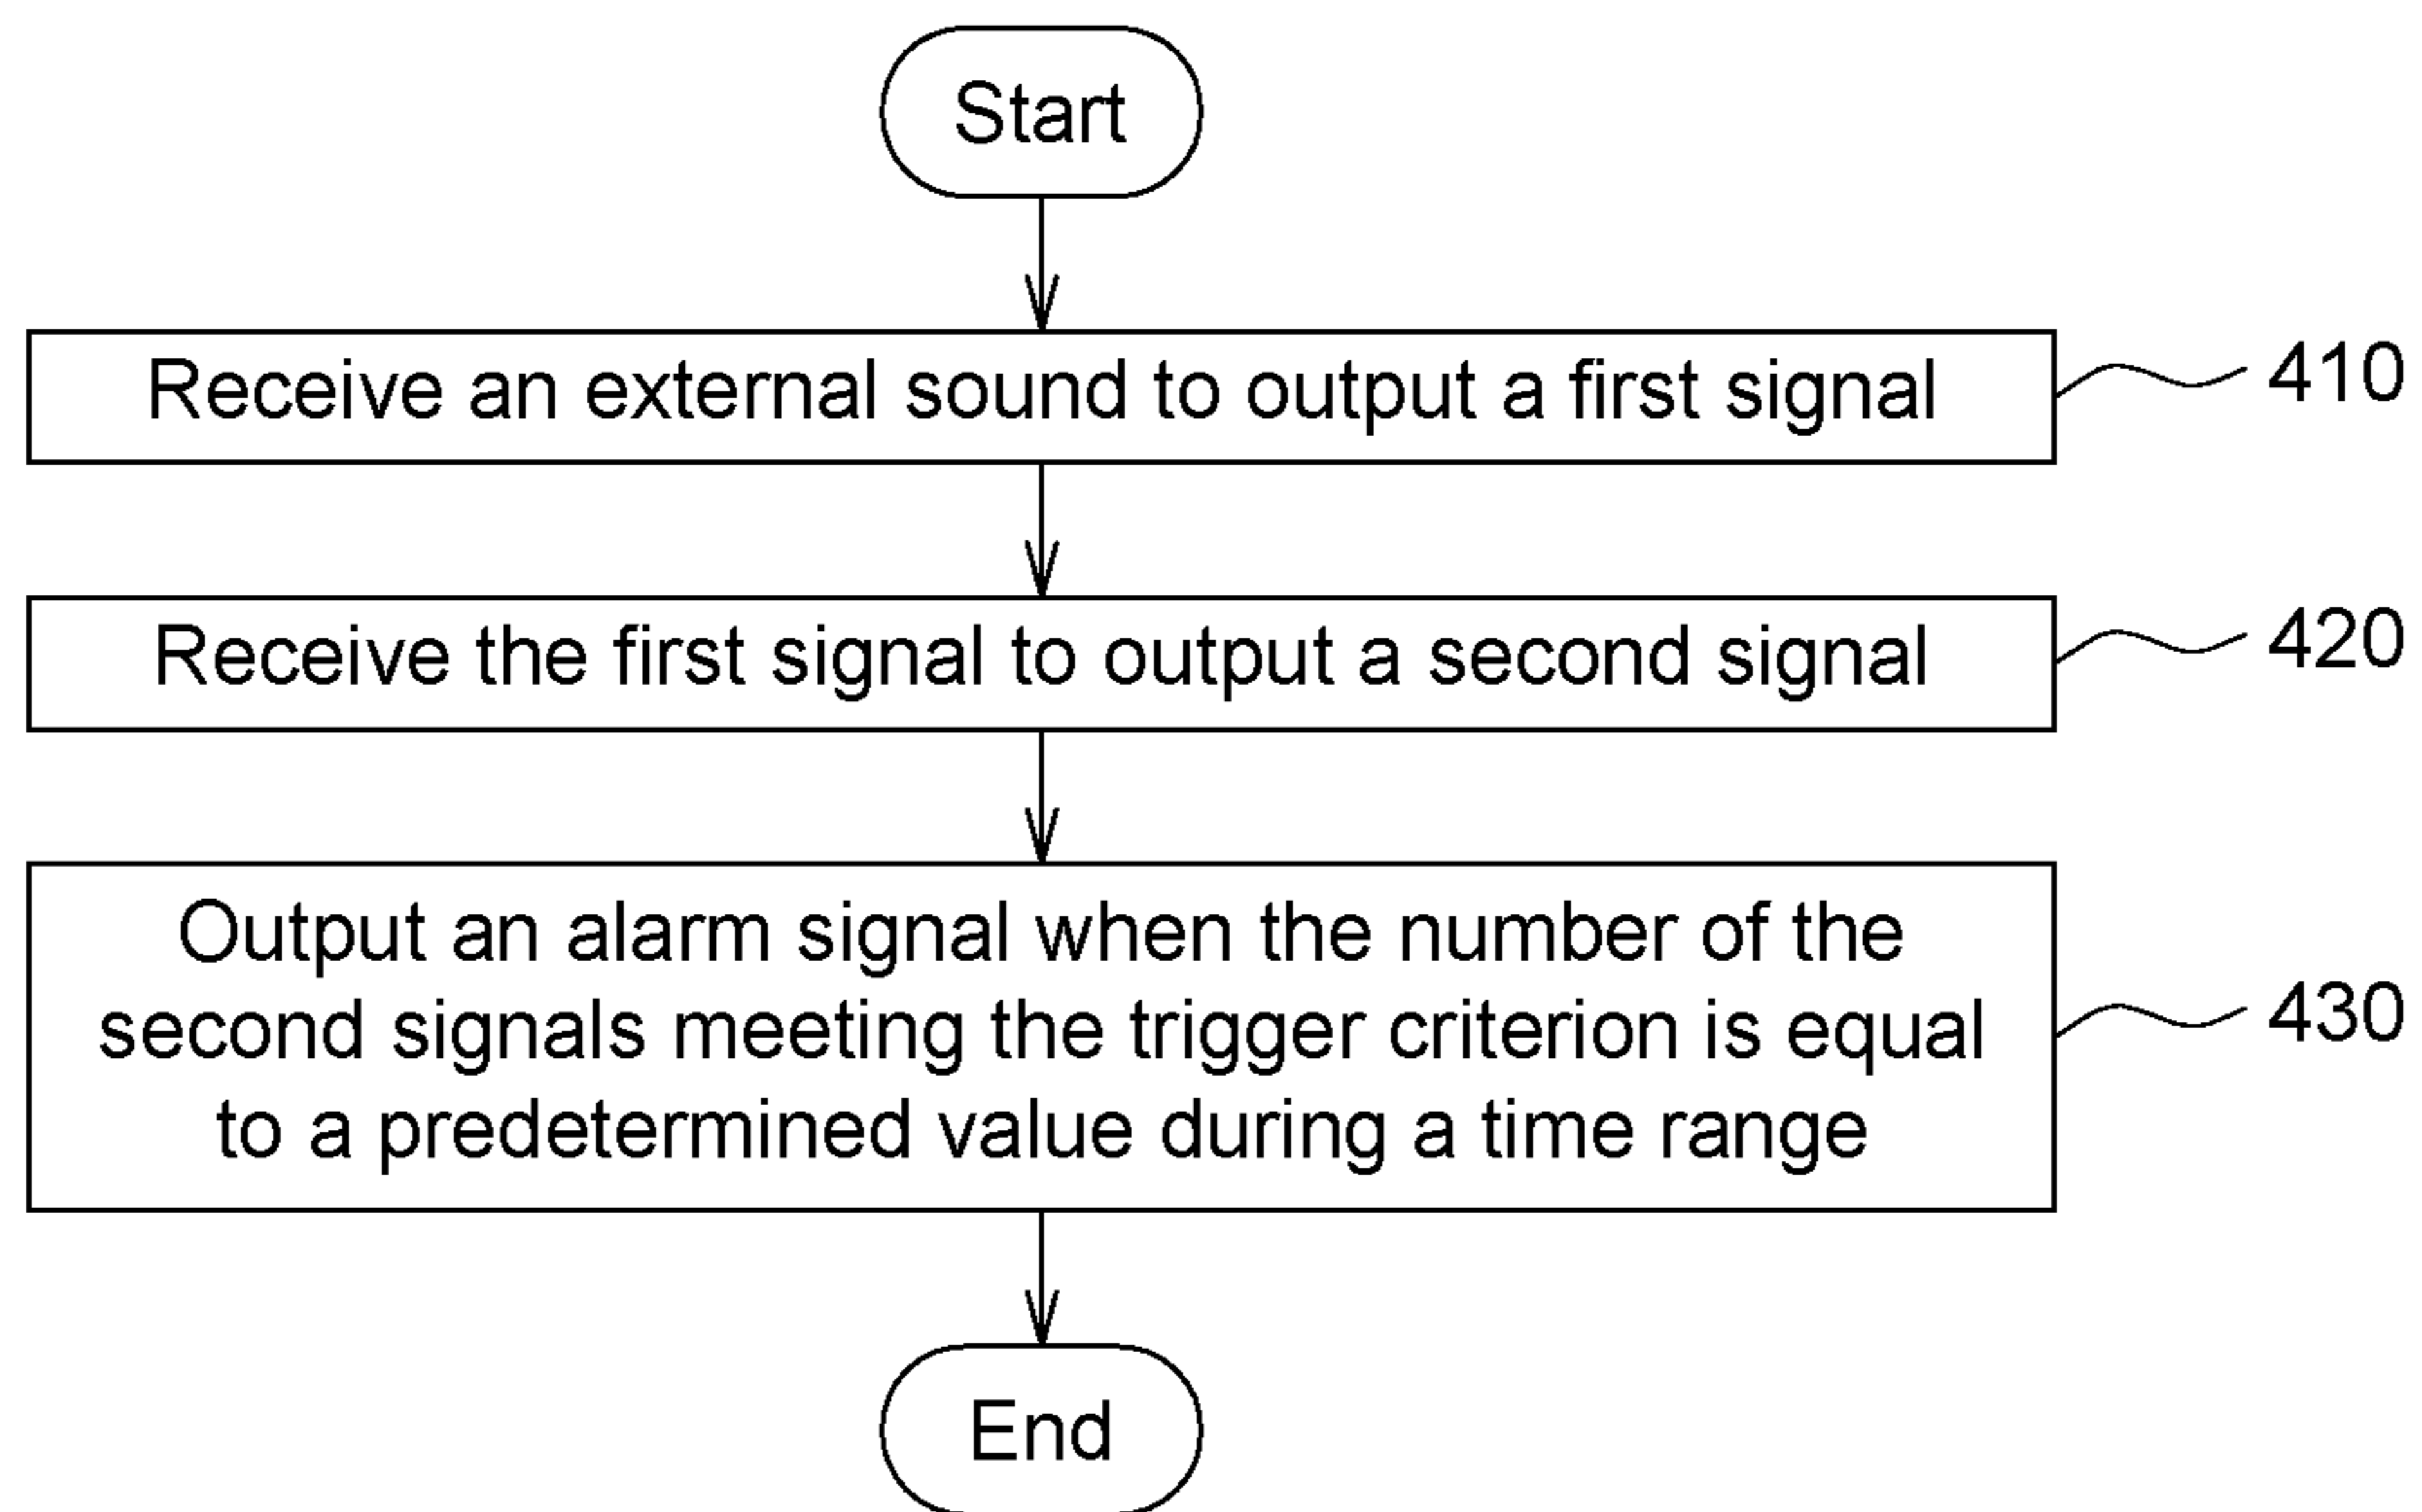 Start
Receive an external sound to output a first signal
410
Receive the first signal to output a second signal
420
Output an alarm signal when the number of the
second signals meeting the trigger criterion is equal
to a predetermined value during a time range
430
End